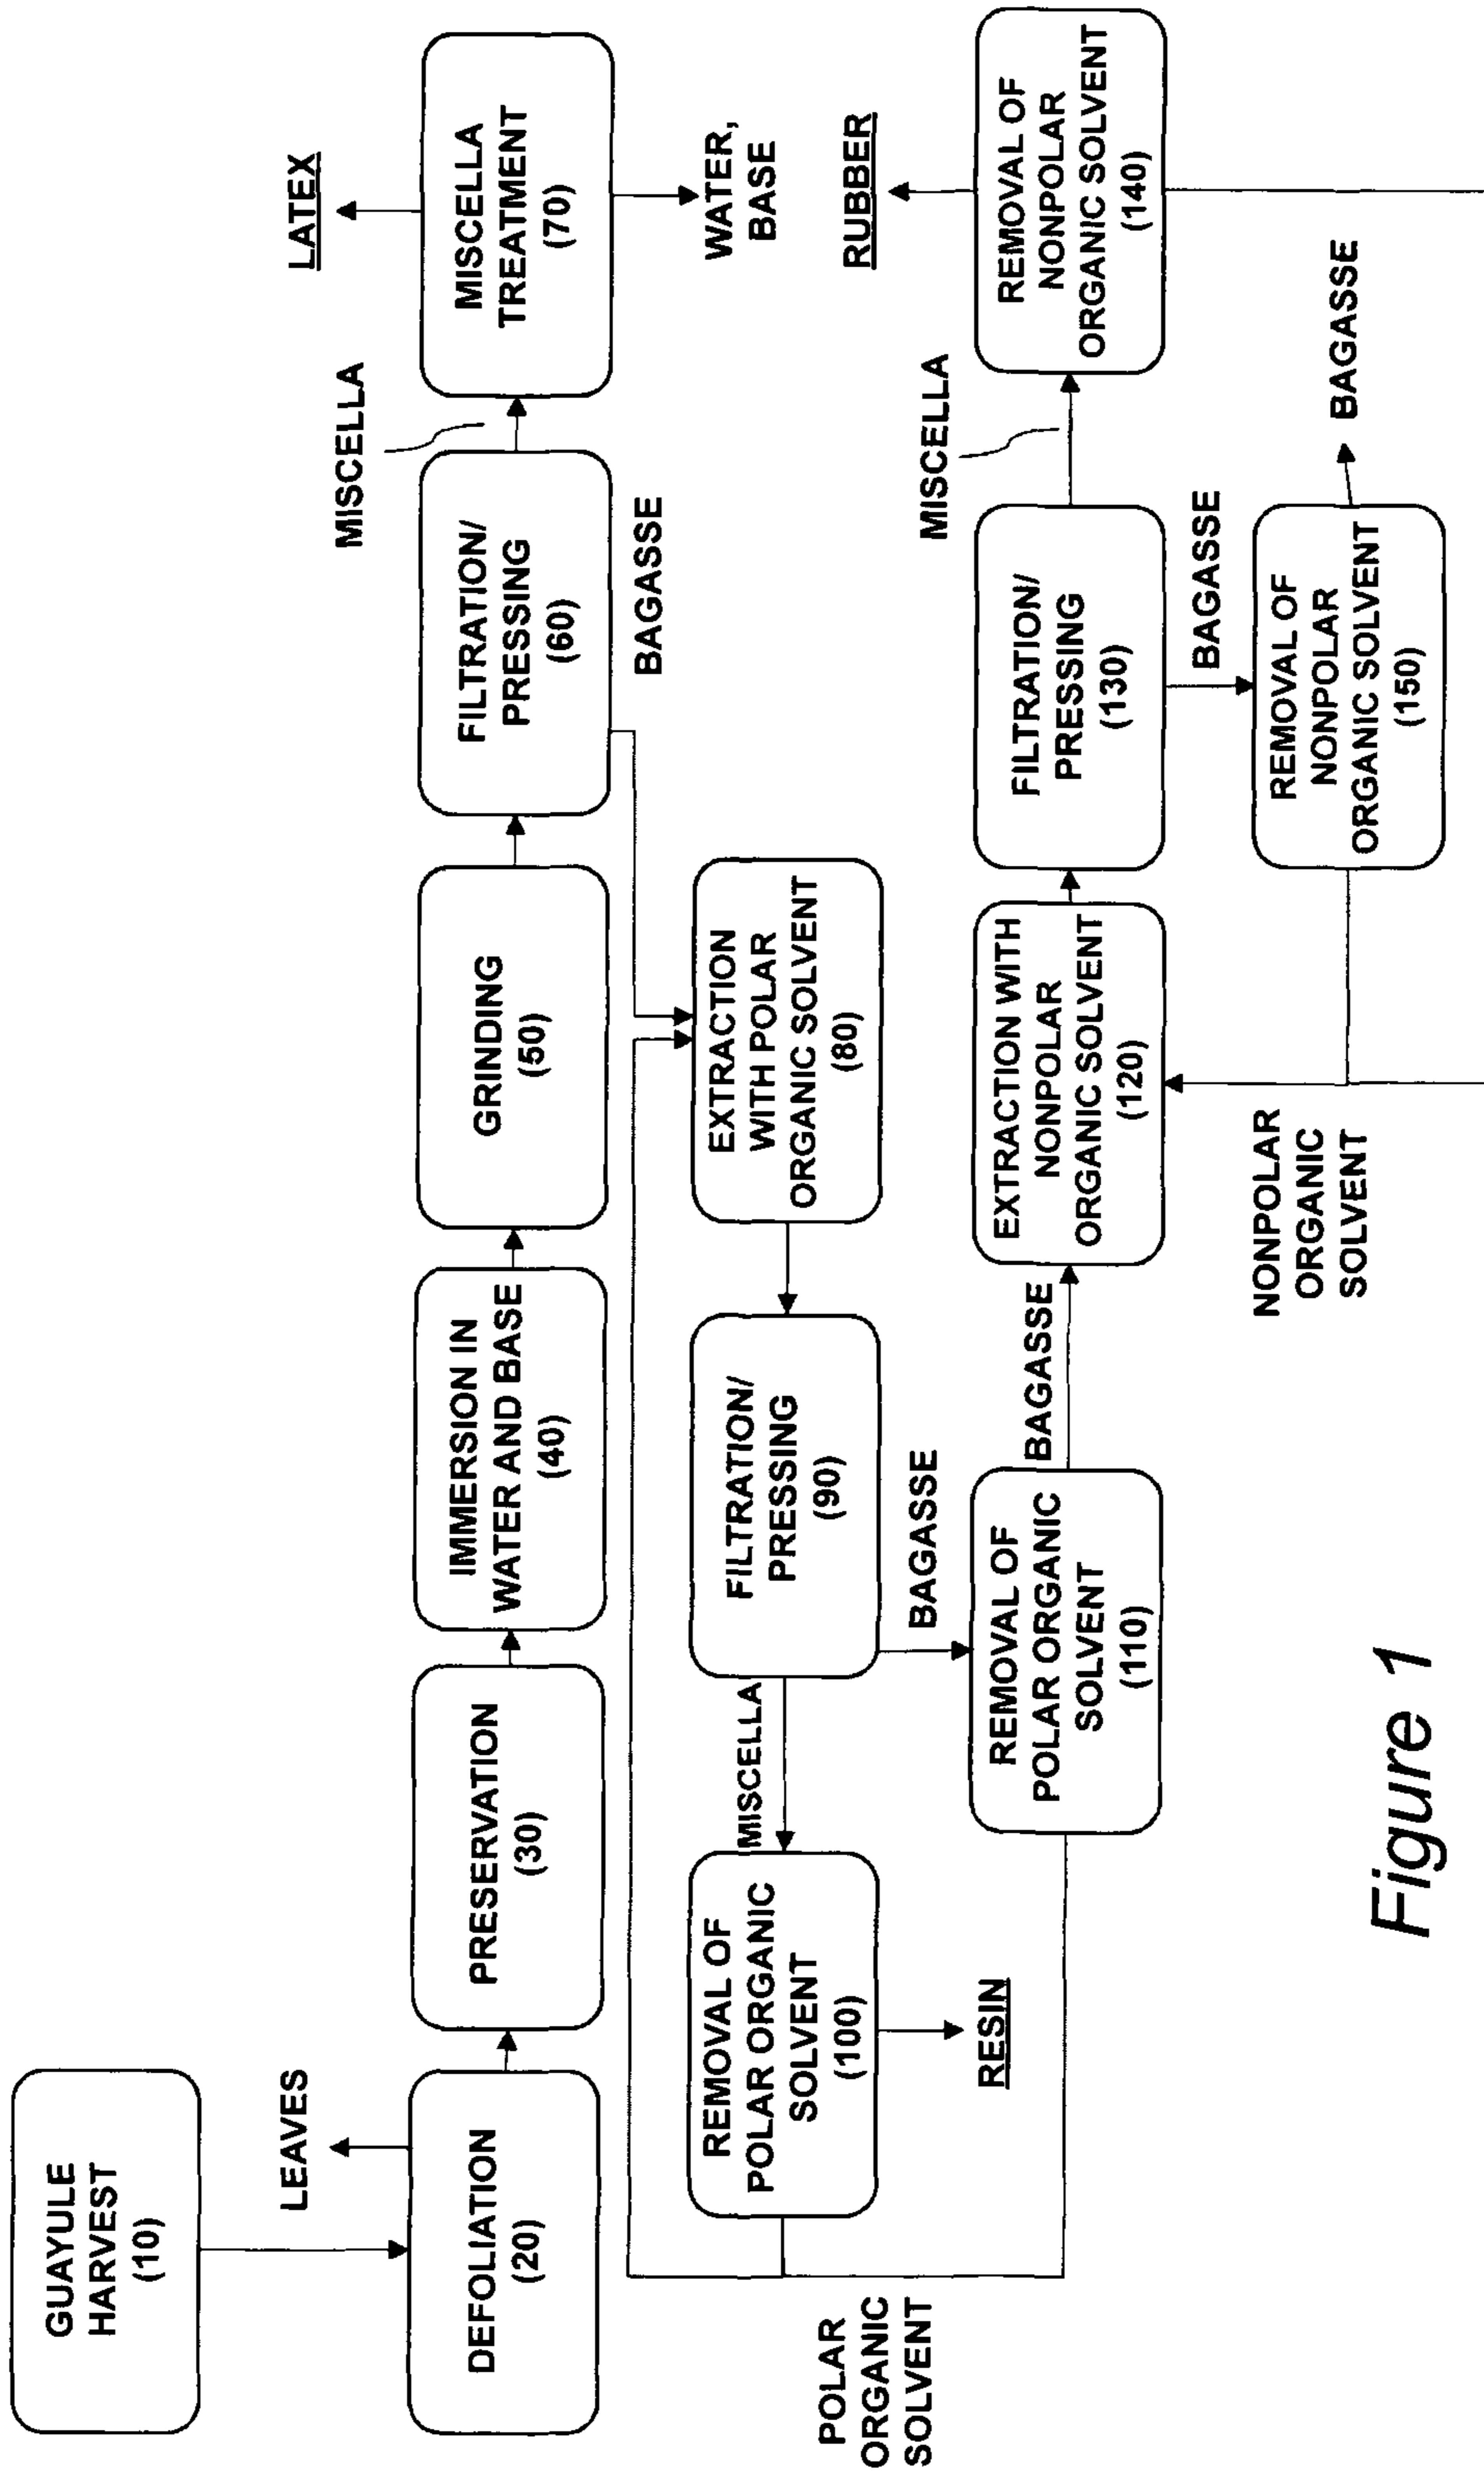 GUAYULE
HARVEST
(10)
LEAVES
DEFOLIATION
(20)
PRESERVATION
(30)
IMMERSION IN
WATER AND BASE
(40)
GRINDING
(50)
FILTRATION/
PRESSING
(60)
MISCELLA
BAGASSE
LATEX
MISCELLA
TREATMENT
(70)
WATER,
BASE
EXTRACTION
WITH POLAR
ORGANIC SOLVENT
(80)
FILTRATION/
PRESSING
(90)
MISCELLA
BAGASSE
REMOVAL OF
POLAR ORGANIC
SOLVENT
(100)
RESIN
POLAR
ORGANIC
SOLVENT
REMOVAL OF
POLAR ORGANIC
SOLVENT
(110)
BAGASSE
EXTRACTION WITH
NONPOLAR
ORGANIC SOLVENT
(120)
NONPOLAR
ORGANIC
SOLVENT
FILTRATION/
PRESSING
(130)
MISCELLA
BAGASSE
RUBBER
REMOVAL OF
NONPOLAR
ORGANIC SOLVENT
(140)
REMOVAL OF
NONPOLAR
ORGANIC SOLVENT
(150)
BAGASSE
Figure 1